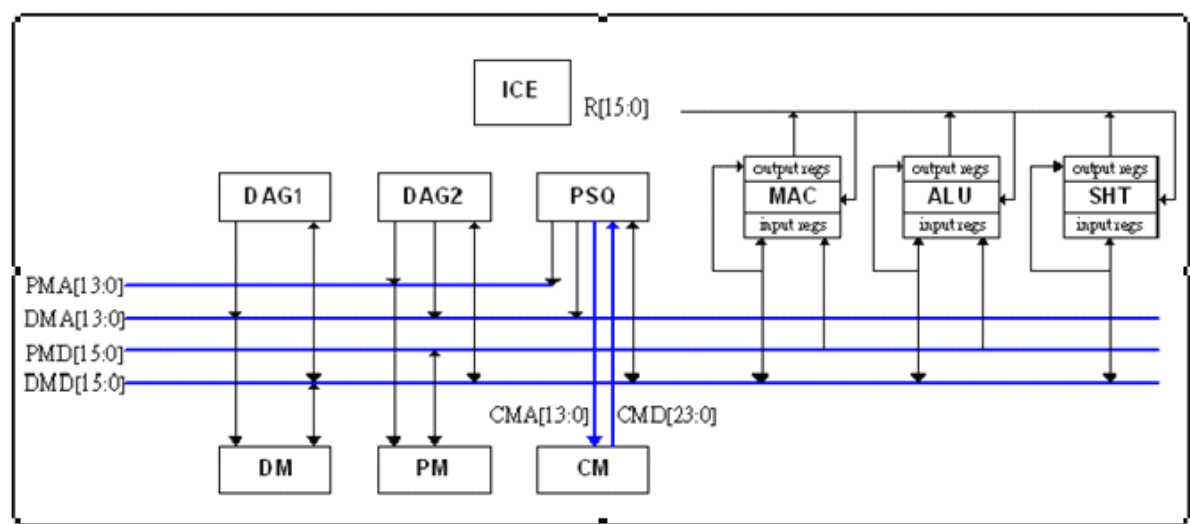 ICE
R[15:0]
output regs
MAC
input regs
output regs
ALU
input regs
output regs
SHT
input regs
DAG1
DAG2
PSQ
PMA[13:0]
DMA[13:0]
PMD[15:0]
DMD[15:0]
CMA[13:0]
CMD[23:0]
DM
PM
CM